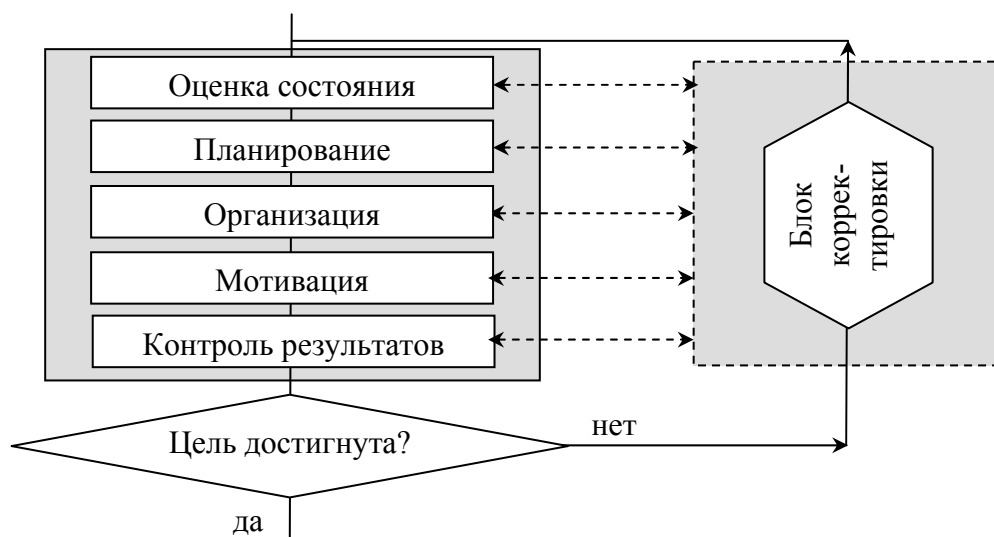 Оценка состояния
Планирование
Организация
Мотивация
Контроль результатов
Блок
коррек-
тировки
Цель достигнута?
нет
да